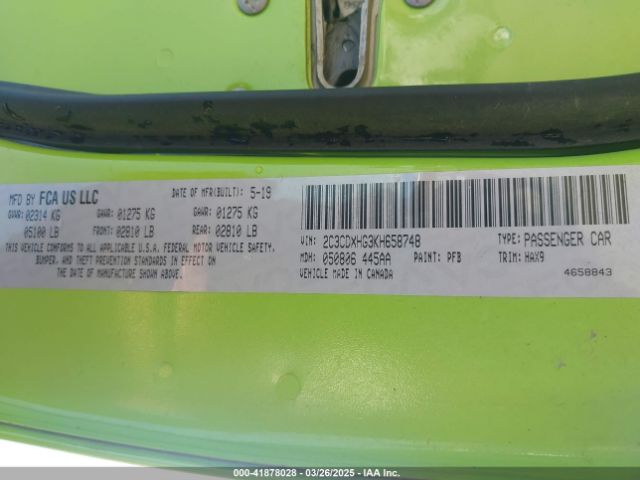 MFD BY FCA US LLC
DATE OF MFR(BUILT): 5-19
GVWR: 02314 KG GAWR: 01275 KG GAWR: 01275 KG
05100 LB FRONT: 02810 LB REAR: 02810 LB
THIS VEHICLE CONFORMS TO ALL APPLICABLE U.S.A. FEDERAL MOTOR VEHICLE SAFETY,
BUMPER, AND THEFT PREVENTION STANDARDS IN EFFECT ON
THE DATE OF MANUFACTURE SHOWN ABOVE.
VIN: 2C3CDXHG3KH658748 TYPE: PASSENGER CAR
MDH: 050806 445AA PAINT: PFB TRIM: HAX9
VEHICLE MADE IN CANADA
4658843
000-41878028 - 03/26/2025 - IAA Inc.